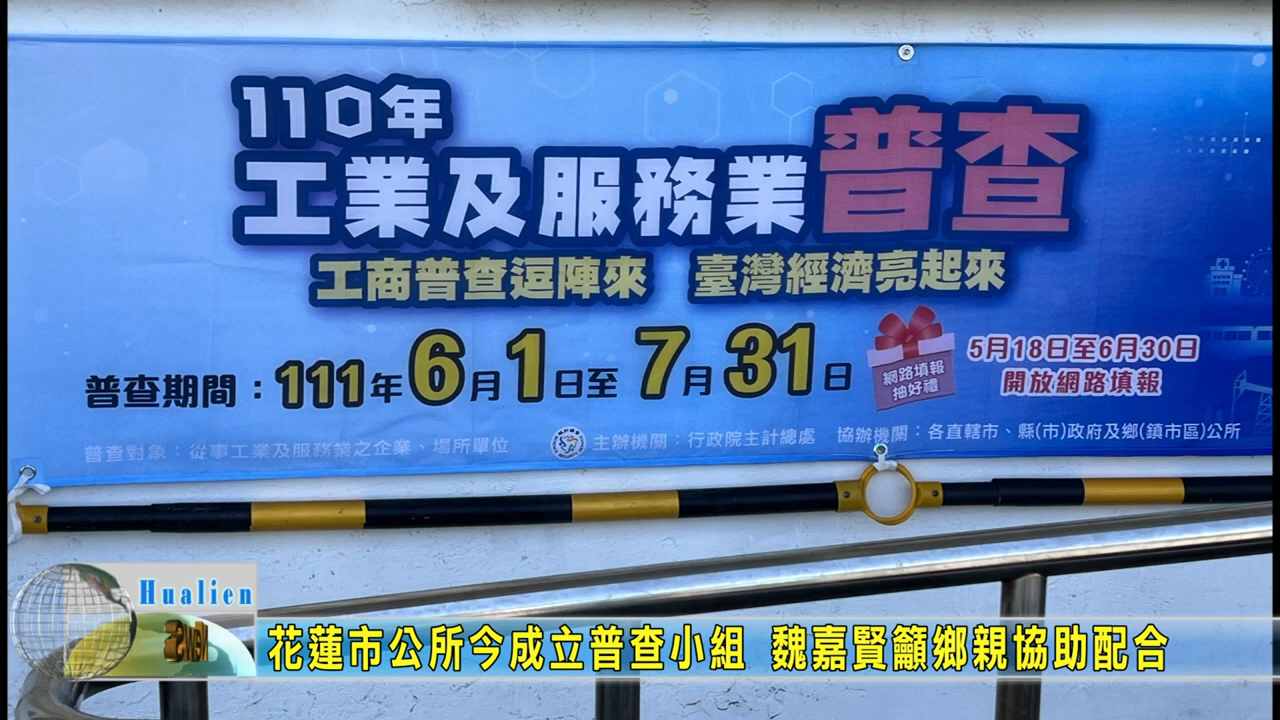 110年
工業及服務業普查
工商普查逗陣來 臺灣經濟亮起來
普查期間：111年6月1日至7月31日
網路填報
抽好禮
5月18日至6月30日
開放網路填報
普查對象：從事工業及服務業之企業、場所單位
主辦機關：行政院主計總處 協辦機關：各直轄市、縣(市)政府及鄉(鎮市區)公所
Hualien
News
花蓮市公所今成立普查小組 魏嘉賢籲鄉親協助配合